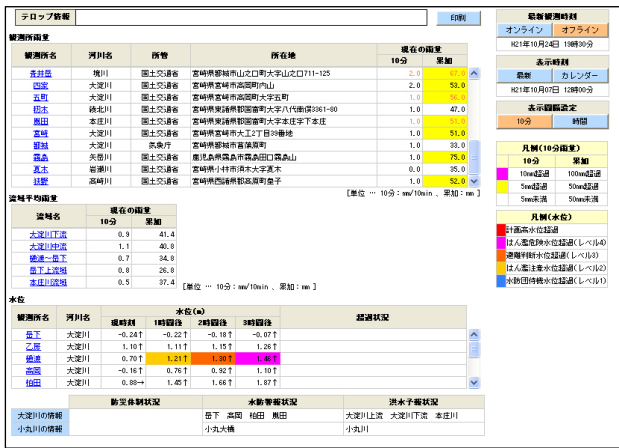 テロップ情報
印刷
最新観測時刻
オンライン オフライン
H21年10月24日 19時30分
表示時刻
最新 カレンダー
H21年10月07日 12時00分
表示間隔設定
10分 時間
凡例(10分雨量)
10分 累加
10mm超過 100mm超過
5mm超過 50mm超過
5mm未満 50mm未満
凡例(水位)
計画高水位超過
はん濫危険水位超過(レベル4)
避難判断水位超過(レベル3)
はん濫注意水位超過(レベル2)
水防団待機水位超過(レベル1)
観測所雨量
観測所名 河川名 所管 所在地 現在の雨量
10分 累加
青井岳 境川 国土交通省 宮崎県都城市山之口町大字山之口711-125 2.0 67.0
四家 大淀川 国土交通省 宮崎県宮崎市高岡町内山 2.0 53.0
五町 大淀川 国土交通省 宮崎県宮崎市高岡町大字五町 1.0 56.0
綾北川 国土交通省 宮崎県東諸県郡国富町大字八代南俣3361-80 1.0 47.0
嵐田 本庄川 国土交通省 宮崎県東諸県郡国富町大字本庄字下本庄 1.0 51.0
宮崎 大淀川 国土交通省 宮崎県宮崎市大工2丁目39番地 1.0 51.0
都城 大淀川 気象庁 宮崎県都城市菖蒲原町 1.0 33.0
霧島 矢岳川 国土交通省 鹿児島県霧島市霧島田口霧島山 1.0 75.0
夏木 岩瀬川 国土交通省 宮崎県小林市須木大字夏木 0.0 35.0
狭野 高崎川 国土交通省 宮崎県西諸県郡高原町皇子 1.0 52.0
[単位 … 10分:mm/10min 、累加:mm ]
流域平均雨量
流域名 現在の雨量
10分 累加
大淀川下流 0.9 41.4
大淀川中流 1.1 40.8
樋渡~岳下 0.7 34.8
岳下上流域 0.8 26.8
本庄川流域 0.5 37.4
[単位 … 10分:mm/10min 、累加:mm ]
水位
観測所名 河川名 水位(m) 超過状況
現時刻 1時間後 2時間後 3時間後
岳下 大淀川 -0.24↑ -0.22↑ -0.18↑ -0.07↑
乙房 大淀川 1.10↑ 1.11↑ 1.15↑ 1.26↑
樋渡 大淀川 0.70↑ 1.21↑ 1.30↑ 1.46↑
高岡 大淀川 -0.16↑ 0.76↑ 0.92↑ 1.10↑
柏田 大淀川 0.88→ 1.45↑ 1.66↑ 1.87↑
防災体制状況 水防警報状況 洪水予報状況
大淀川の情報 岳下 高岡 柏田 嵐田 大淀川上流 大淀川下流 本庄川
小丸川の情報 小丸大橋 小丸川